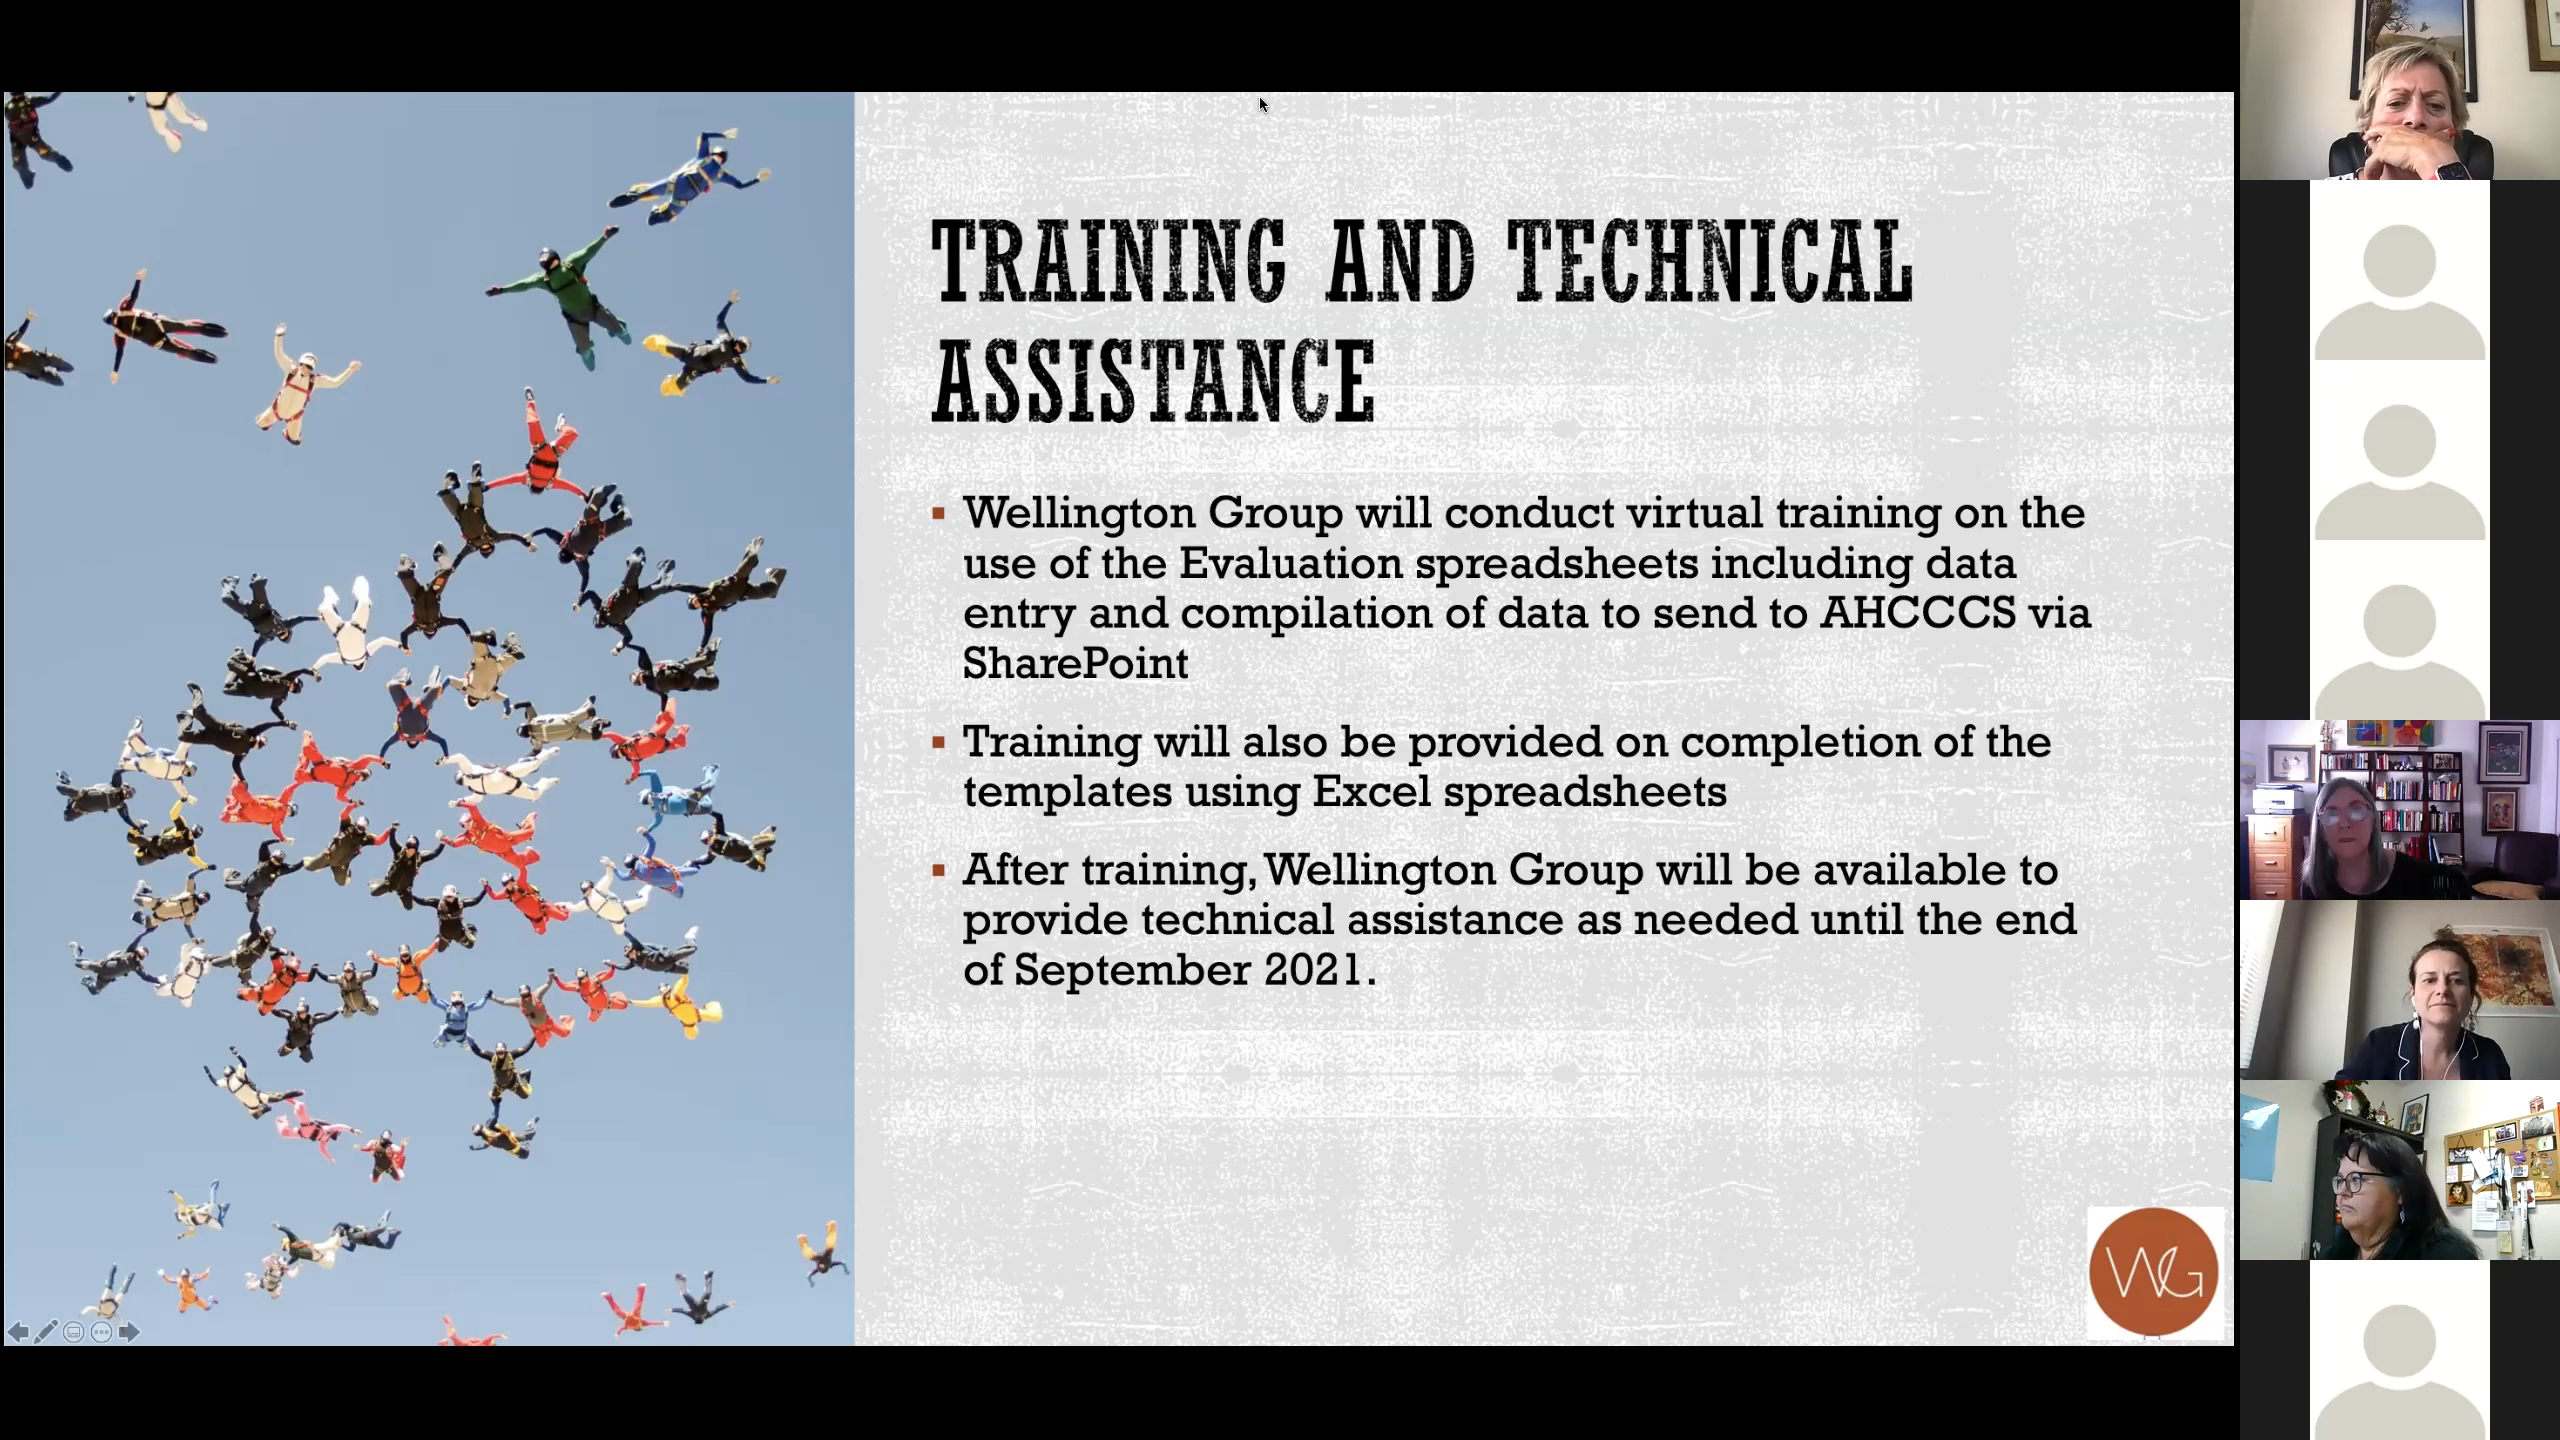 TRAINING AND TECHNICAL
ASSISTANCE
Wellington Group will conduct virtual training on the
use of the Evaluation spreadsheets including data
entry and compilation of data to send to AHCCCS via
SharePoint
Training will also be provided on completion of the
templates using Excel spreadsheets
After training, Wellington Group will be available to
provide technical assistance as needed until the end
of September 2021.
WG